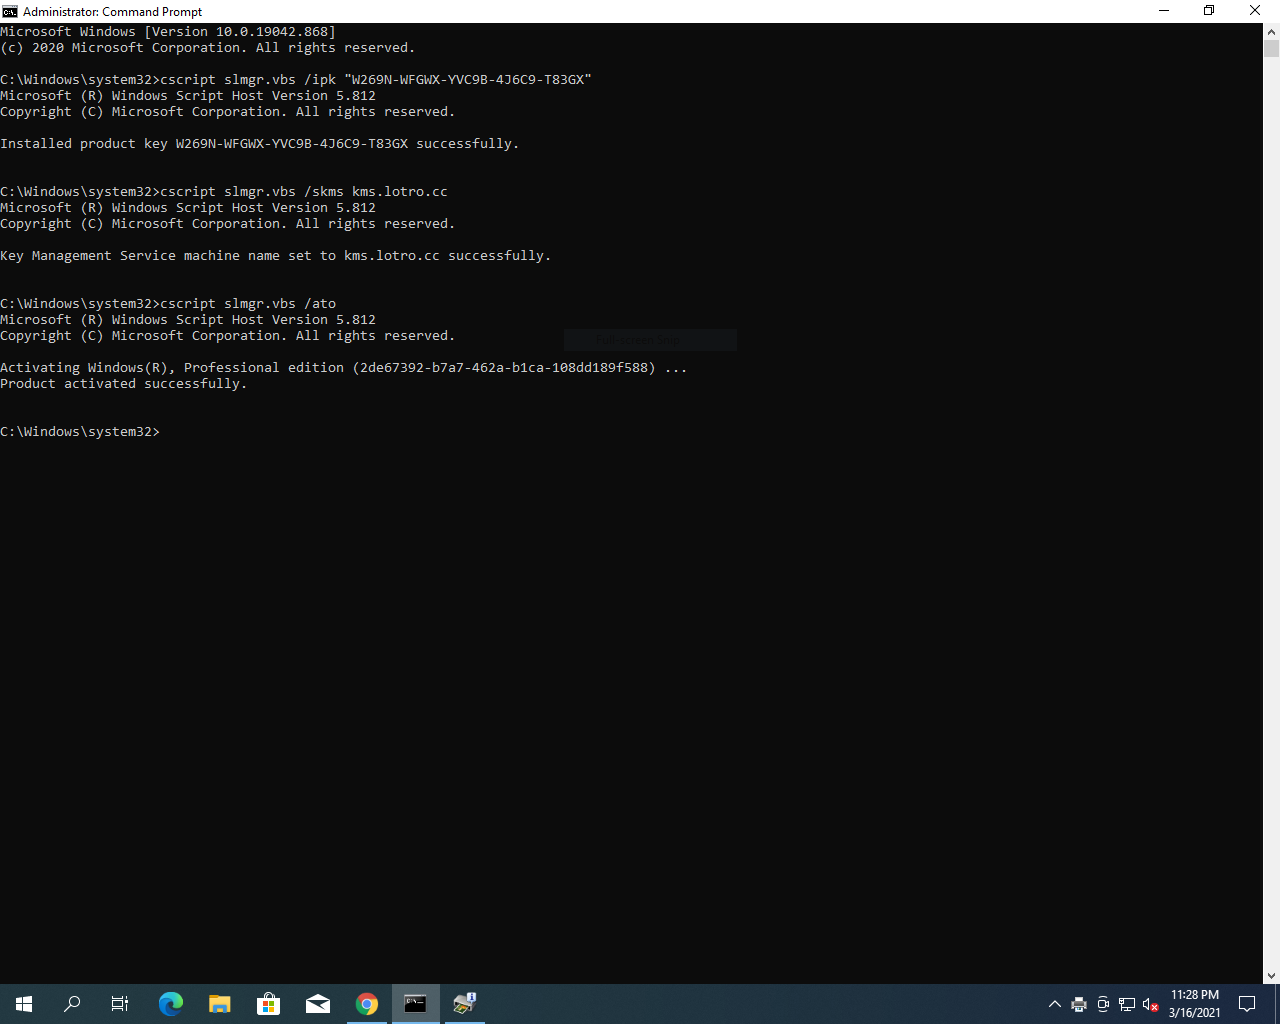 Administrator: Command Prompt
Microsoft Windows [Version 10.0.19042.868]
(c) 2020 Microsoft Corporation. All rights reserved.
C:\Windows\system32>cscript slmgr.vbs /ipk "W269N-WFGWX-YVC9B-4J6C9-T83GX"
Microsoft (R) Windows Script Host Version 5.812
Copyright (C) Microsoft Corporation. All rights reserved.
Installed product key W269N-WFGWX-YVC9B-4J6C9-T83GX successfully.
C:\Windows\system32>cscript slmgr.vbs /skms kms.lotro.cc
Microsoft (R) Windows Script Host Version 5.812
Copyright (C) Microsoft Corporation. All rights reserved.
Key Management Service machine name set to kms.lotro.cc successfully.
C:\Windows\system32>cscript slmgr.vbs /ato
Microsoft (R) Windows Script Host Version 5.812
Copyright (C) Microsoft Corporation. All rights reserved.
Full-screen Snip
Activating Windows(R), Professional edition (2de67392-b7a7-462a-b1ca-108dd189f588) ...
Product activated successfully.
C:\Windows\system32>
11:28 PM
3/16/2021